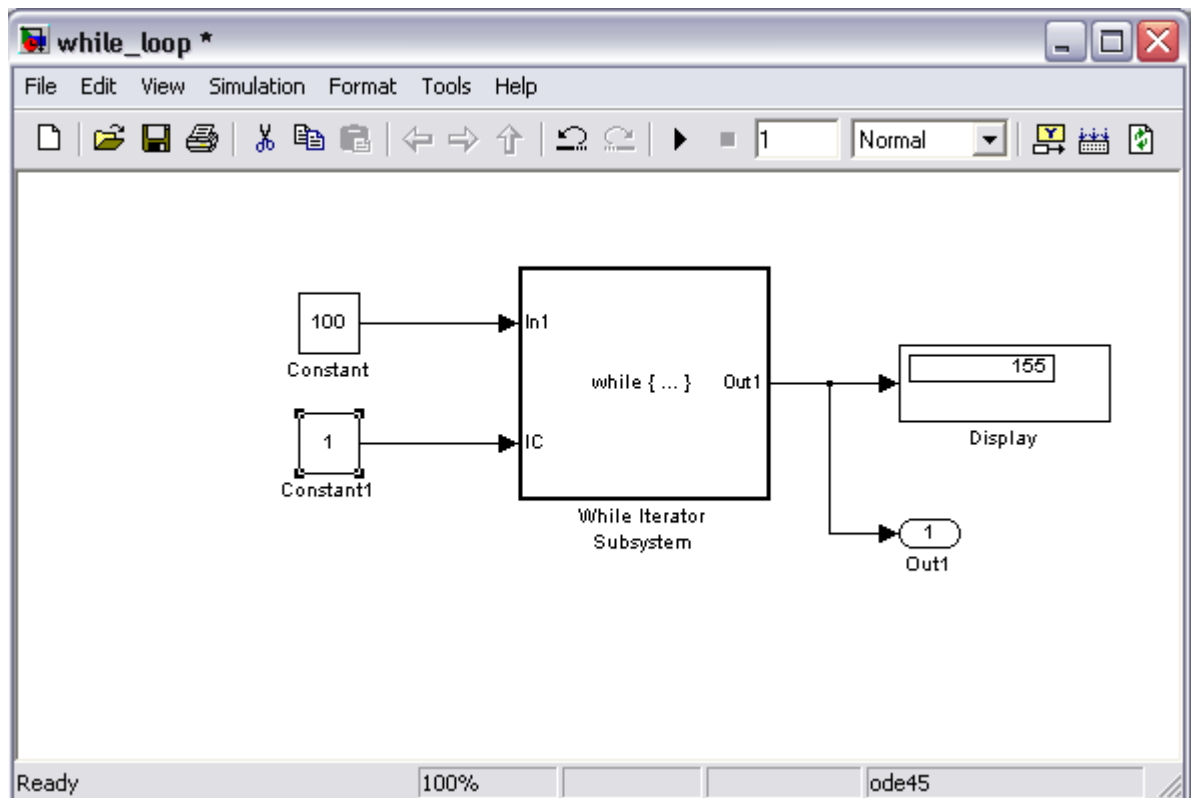 while_loop *
File Edit View Simulation Format Tools Help
1 Normal
100
Constant
In1
while { ... } Out1
155
Display
1
IC
Constant1
While Iterator
Subsystem
1
Out1
Ready 100% ode45